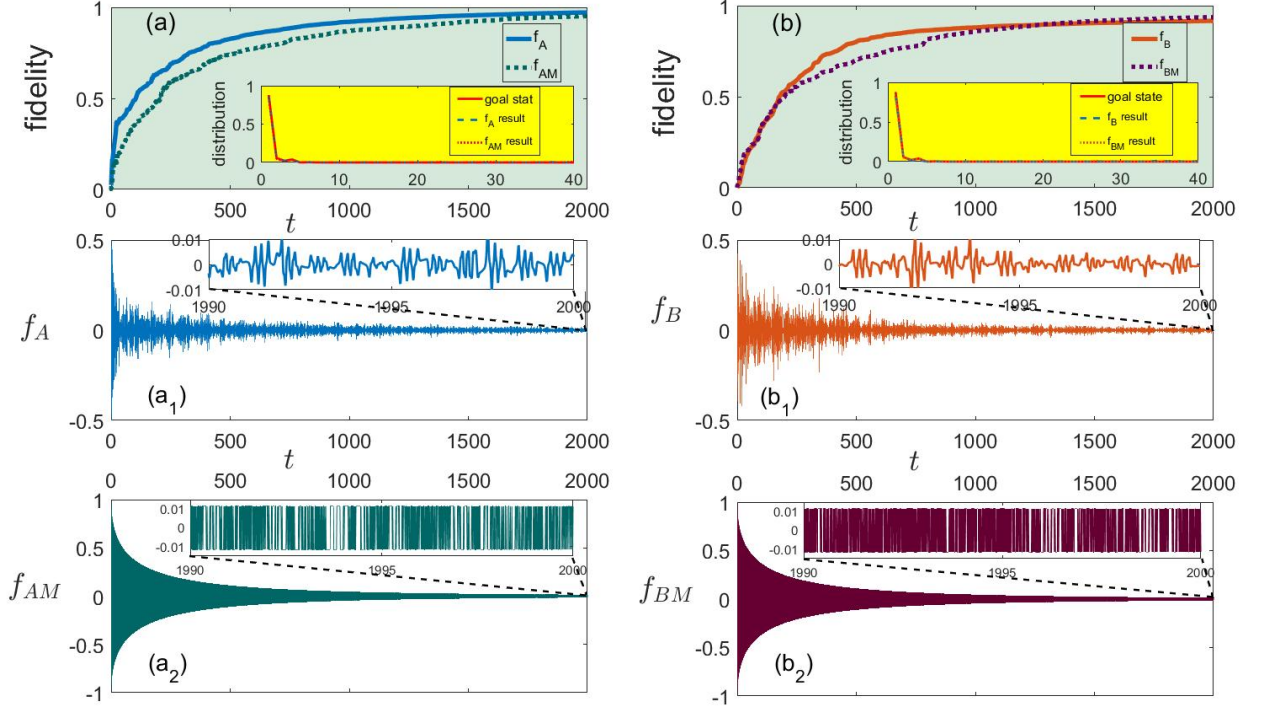 (a)
fidelity
1
0.5
0
f_A
f_AM
distribution
1
0.5
0
goal stat
f_A result
f_AM result
0 10 20 30 40
0 500 1000 1500 2000
t
(b)
fidelity
1
0.5
0
f_B
f_BM
distribution
1
0.5
0
goal state
f_B result
f_BM result
0 10 20 30 40
0 500 1000 1500 2000
t
f_A
0.5
0
-0.5
0.01
0
-0.01
1990 1995 2000
(a_1)
0 500 1000 1500 2000
t
f_B
0.5
0
-0.5
0.01
0
-0.01
1990 1995 2000
(b_1)
0 500 1000 1500 2000
t
0 500 1000 1500 2000
f_AM
1
0.5
0
-0.5
-1
0.01
0
-0.01
1990 1995 2000
(a_2)
0 500 1000 1500 2000
f_BM
1
0.5
0
-0.5
-1
0.01
0
-0.01
1990 1995 2000
(b_2)